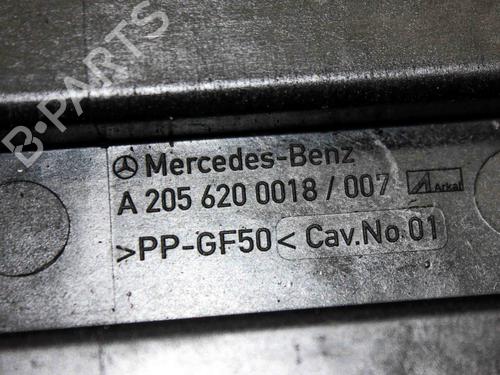 B-PARTS
Mercedes-Benz
A 205 620 0018 / 007 Arkal
>PP-GF50< Cav.No 01